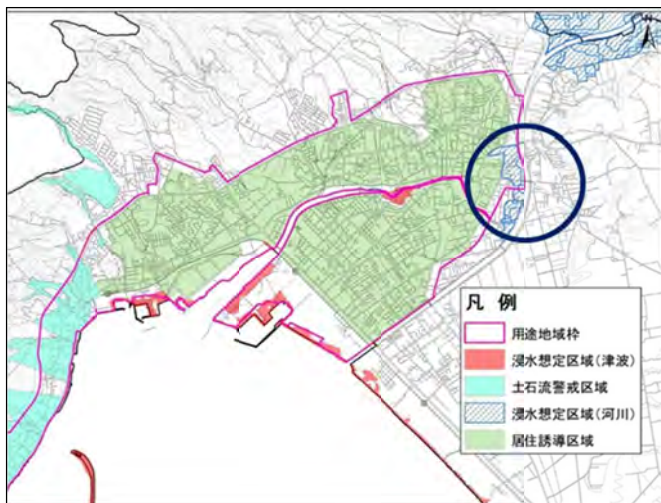 凡 例
用途地域枠
浸水想定区域(津波)
土石流警戒区域
浸水想定区域(河川)
居住誘導区域